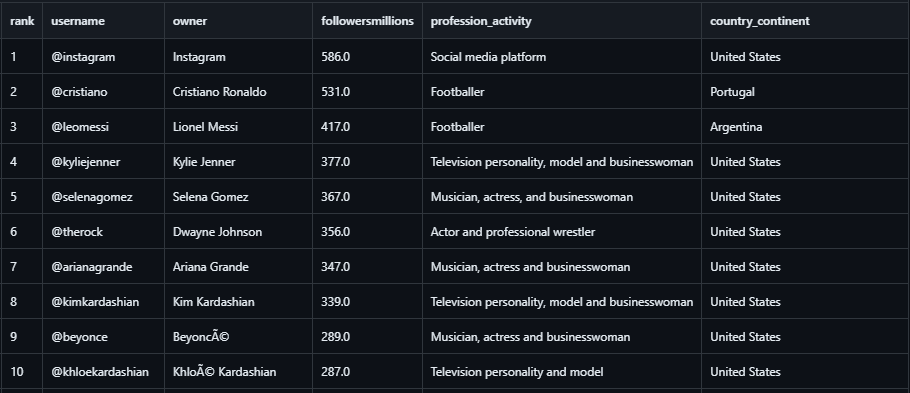 rank username owner followersmillions profession_activity country_continent
1 @instagram Instagram 586.0 Social media platform United States
2 @cristiano Cristiano Ronaldo 531.0 Footballer Portugal
3 @leomessi Lionel Messi 417.0 Footballer Argentina
4 @kyliejenner Kylie Jenner 377.0 Television personality, model and businesswoman United States
5 @selenagomez Selena Gomez 367.0 Musician, actress, and businesswoman United States
6 @therock Dwayne Johnson 356.0 Actor and professional wrestler United States
7 @arianagrande Ariana Grande 347.0 Musician, actress and businesswoman United States
8 @kimkardashian Kim Kardashian 339.0 Television personality, model and businesswoman United States
9 @beyonce BeyoncÃ© 289.0 Musician, actress and businesswoman United States
10 @khloekardashian KhloÃ© Kardashian 287.0 Television personality and model United States